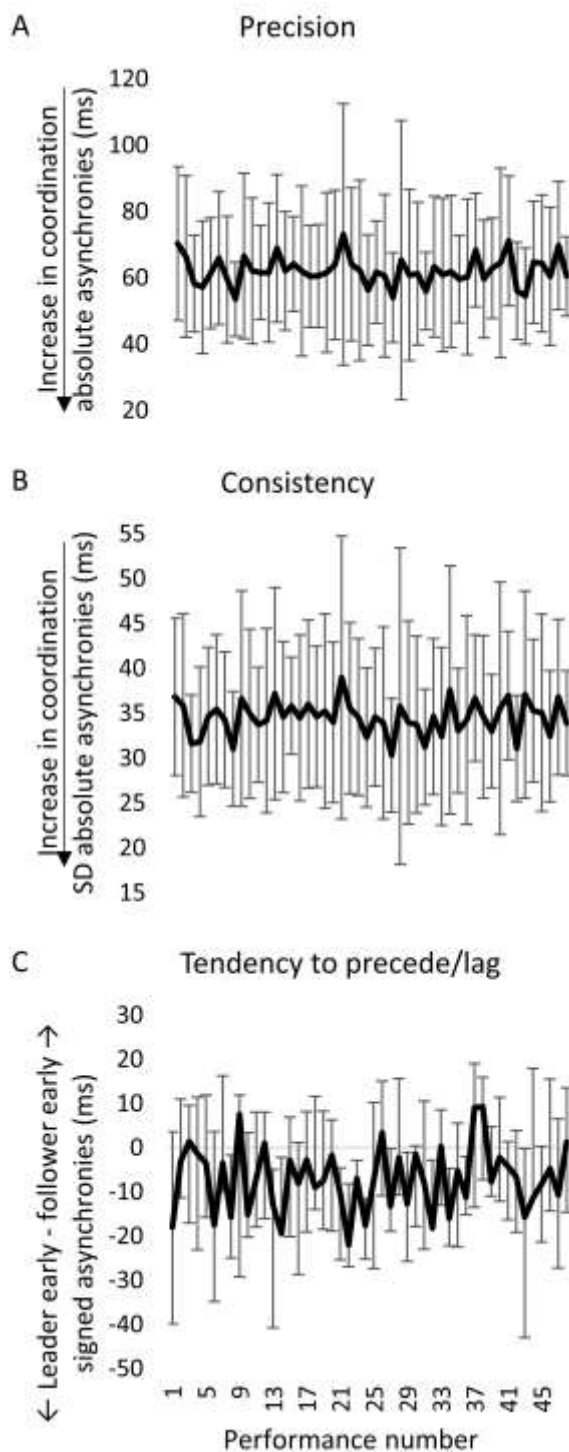 A
Precision
Increase in coordination
absolute asynchronies (ms)
120
100
80
60
40
20
B
Consistency
Increase in coordination
SD absolute asynchronies (ms)
55
50
45
40
35
30
25
20
15
C
Tendency to precede/lag
← Leader early - follower early →
signed asynchronies (ms)
30
20
10
0
-10
-20
-30
-40
-50
1 5 9 13 17 21 25 29 33 37 41 45
Performance number